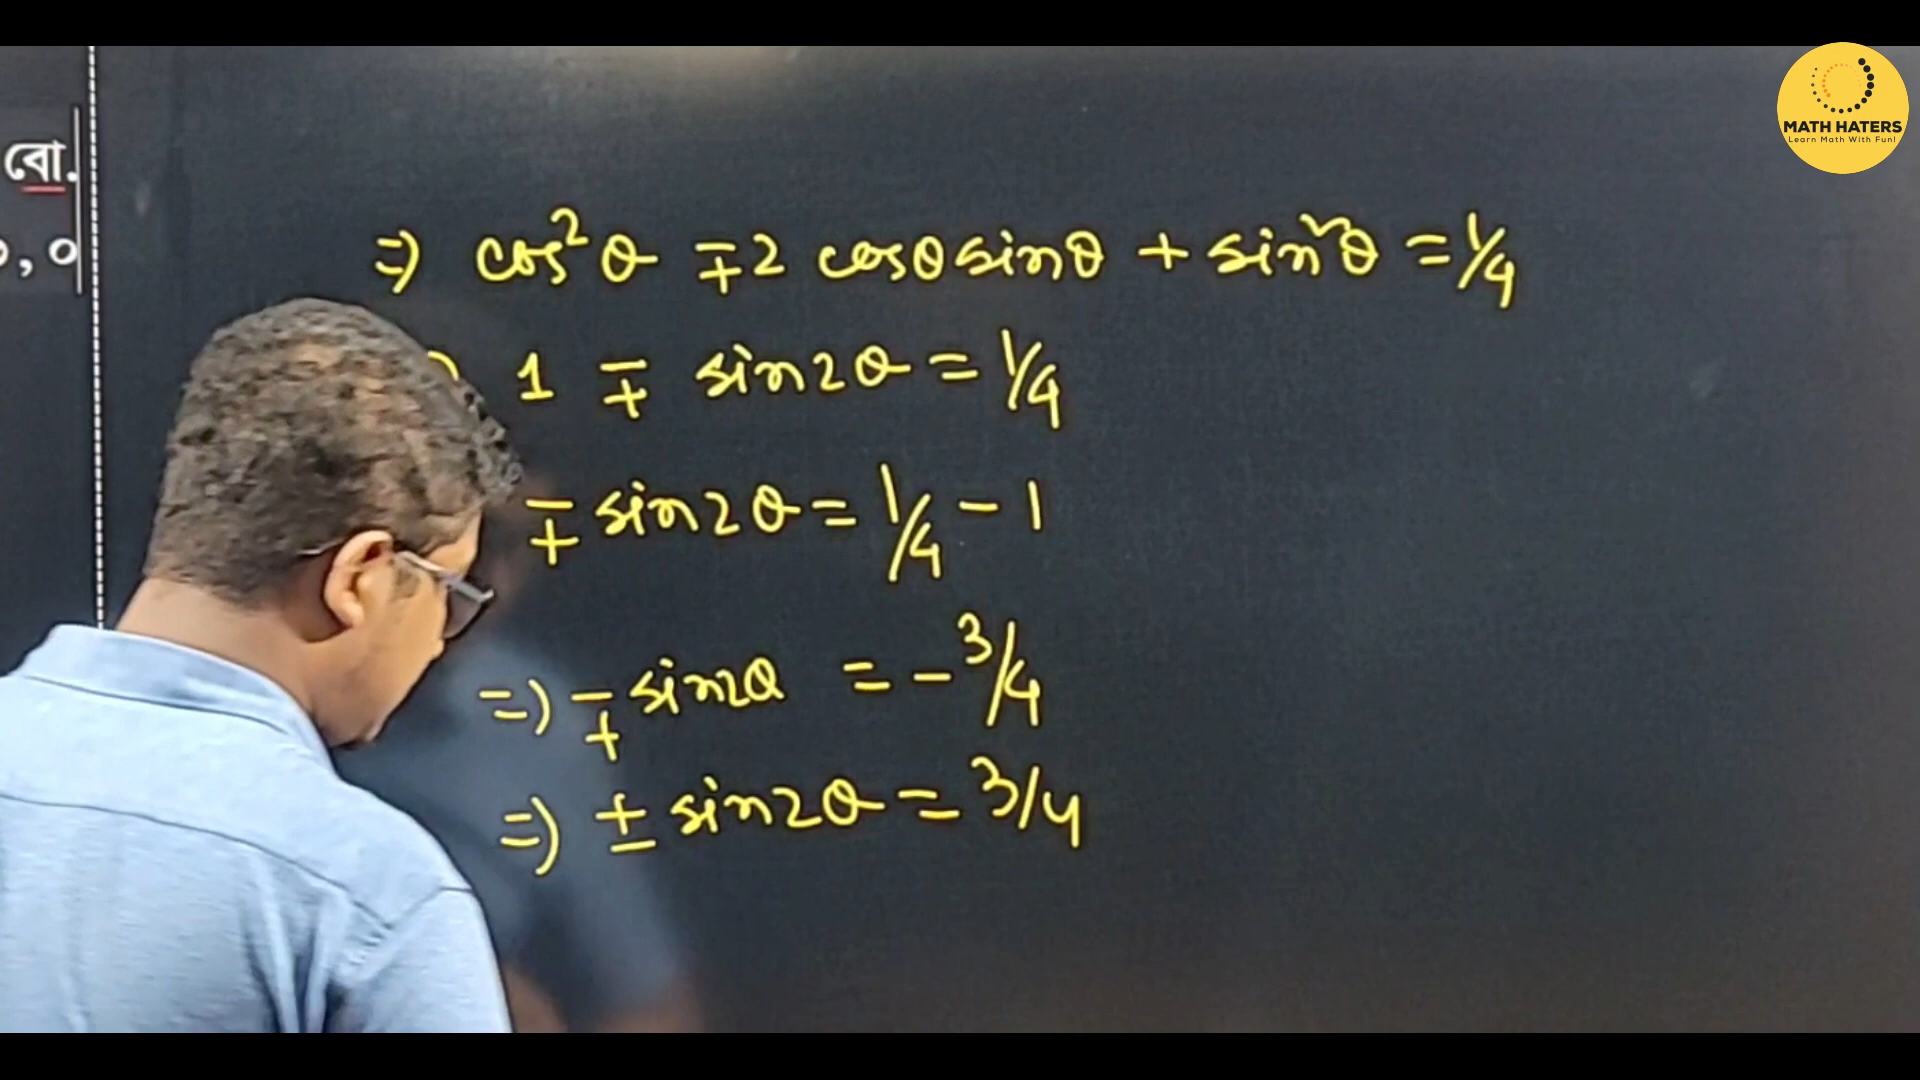 MATH HATERS
Learn Math With Fun!
বো.
, ০
=> cos²θ ∓2 cosθ sinθ + sin²θ = 1/4
) 1 ∓ sin2θ = 1/4
∓ sin2θ = 1/4 - 1
=> ∓ sin2θ = - 3/4
=> ± sin2θ = 3/4